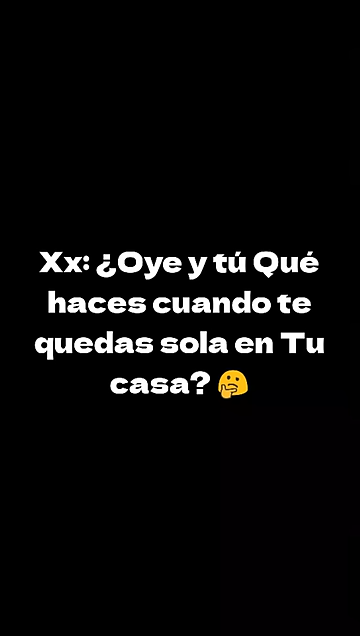 Xx: ¿Oye y tú Qué
haces cuando te
quedas sola en Tu
casa? 🤔